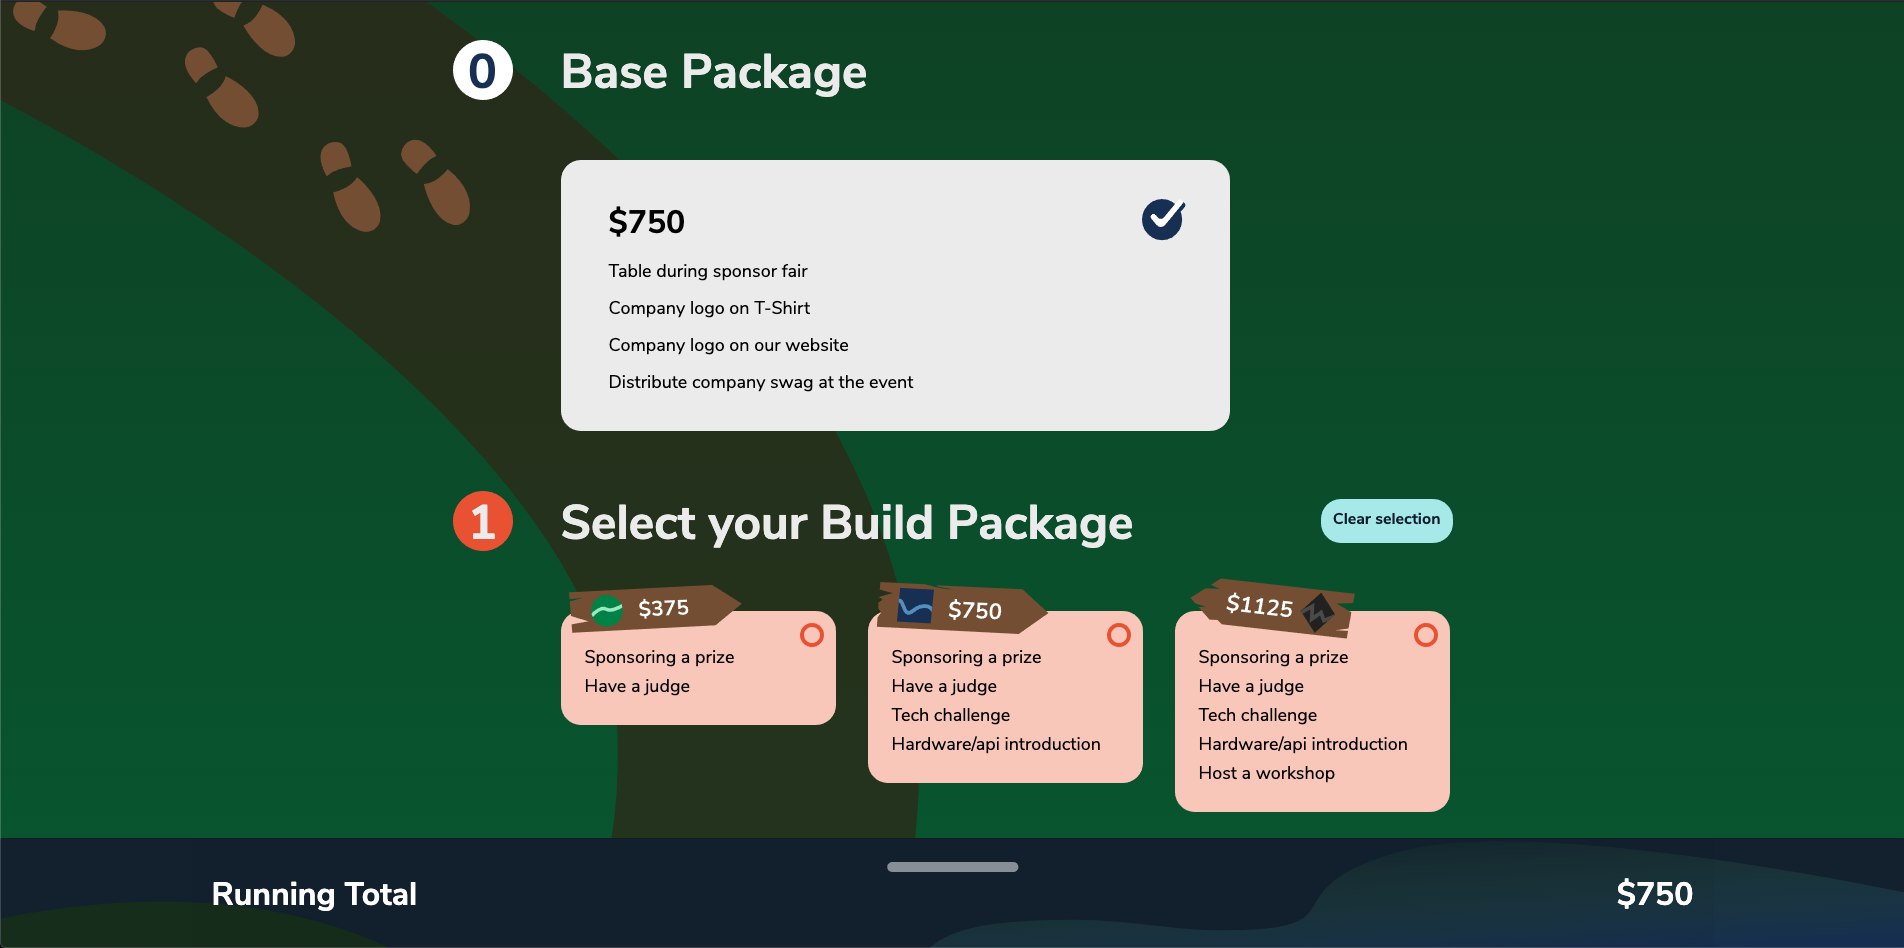 0
Base Package
$750
Table during sponsor fair
Company logo on T-Shirt
Company logo on our website
Distribute company swag at the event
1
Select your Build Package
Clear selection
$375
Sponsoring a prize
Have a judge
$750
Sponsoring a prize
Have a judge
Tech challenge
Hardware/api introduction
$1125
Sponsoring a prize
Have a judge
Tech challenge
Hardware/api introduction
Host a workshop
Running Total
$750